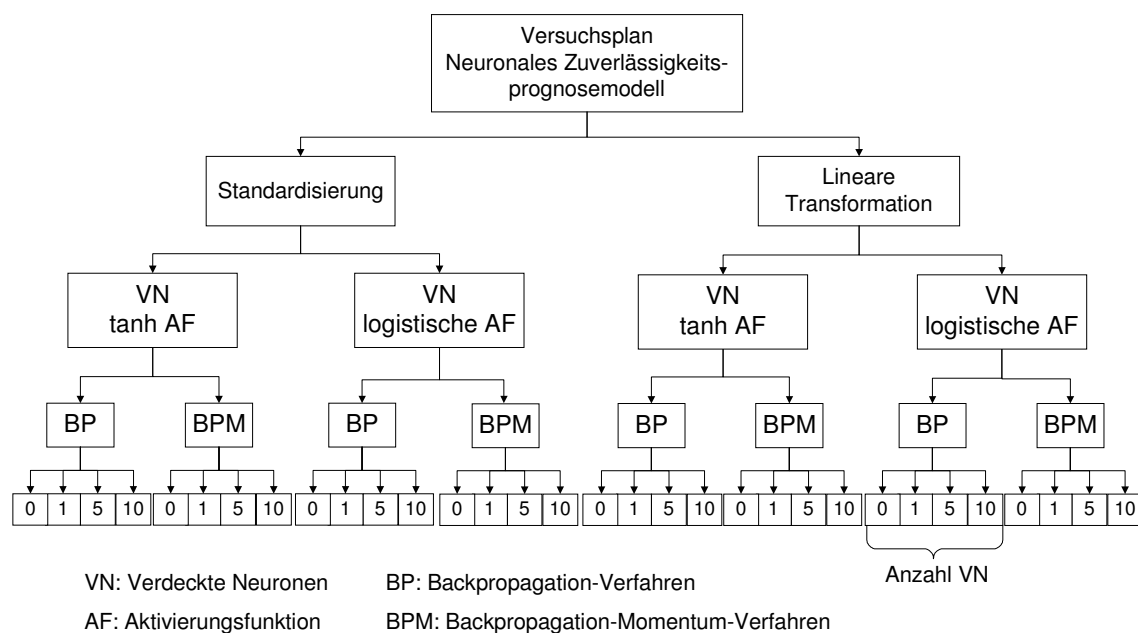 Versuchsplan
Neuronales Zuverlässigkeits-
prognosemodell
Standardisierung
Lineare
Transformation
VN
tanh AF
VN
logistische AF
VN
tanh AF
VN
logistische AF
BP
BPM
BP
BPM
BP
BPM
BP
BPM
0 1 5 10 0 1 5 10 0 1 5 10 0 1 5 10 0 1 5 10 0 1 5 10 0 1 5 10 0 1 5 10
Anzahl VN
VN: Verdeckte Neuronen BP: Backpropagation-Verfahren
AF: Aktivierungsfunktion BPM: Backpropagation-Momentum-Verfahren